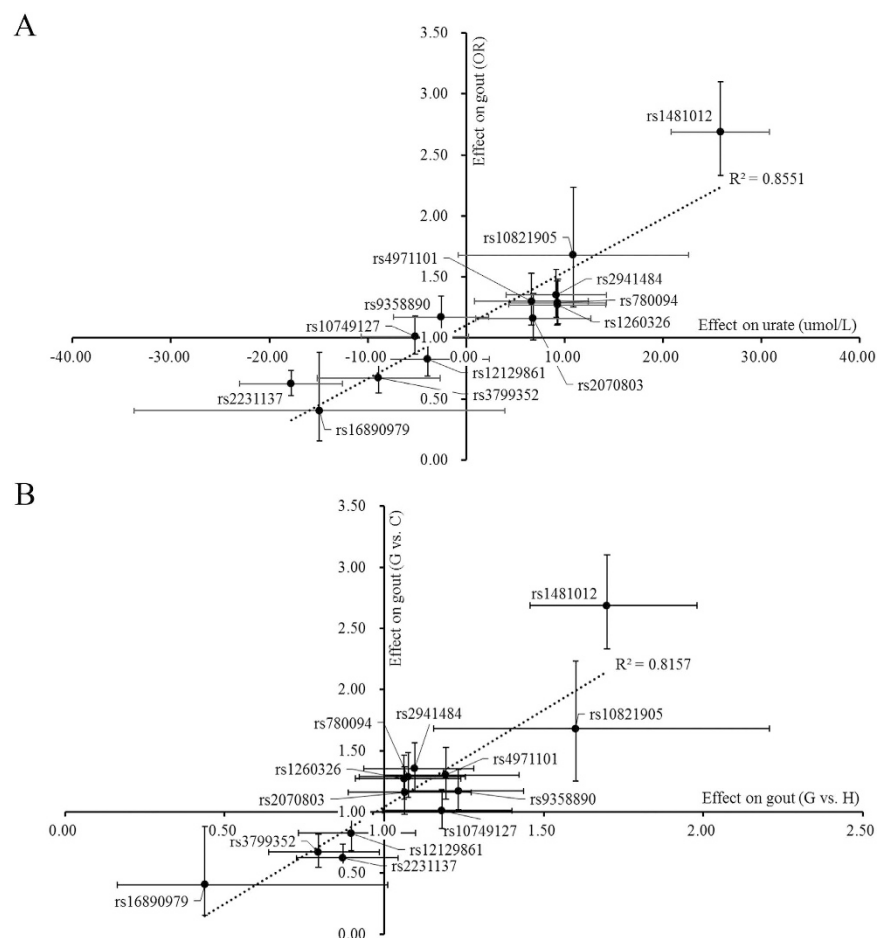 A
3.50
Effect on gout (OR)
3.00
rs1481012
2.50
R² = 0.8551
2.00
rs10821905
rs4971101
1.50
rs2941484
rs9358890
rs780094
rs10749127
rs1260326
1.00
Effect on urate (umol/L)
-40.00 -30.00 -20.00 -10.00 0.00 10.00 20.00 30.00 40.00
rs12129861
rs2070803
rs3799352
rs2231137
0.50
rs16890979
0.00
B
3.50
Effect on gout (G vs. C)
3.00
rs1481012
2.50
R² = 0.8157
2.00
rs2941484
rs10821905
rs780094
1.50
rs4971101
rs1260326
rs2070803
rs9358890
1.00
Effect on gout (G vs. H)
0.00 0.50 1.00 1.50 2.00 2.50
rs10749127
rs3799352
rs12129861
rs2231137
0.50
rs16890979
0.00